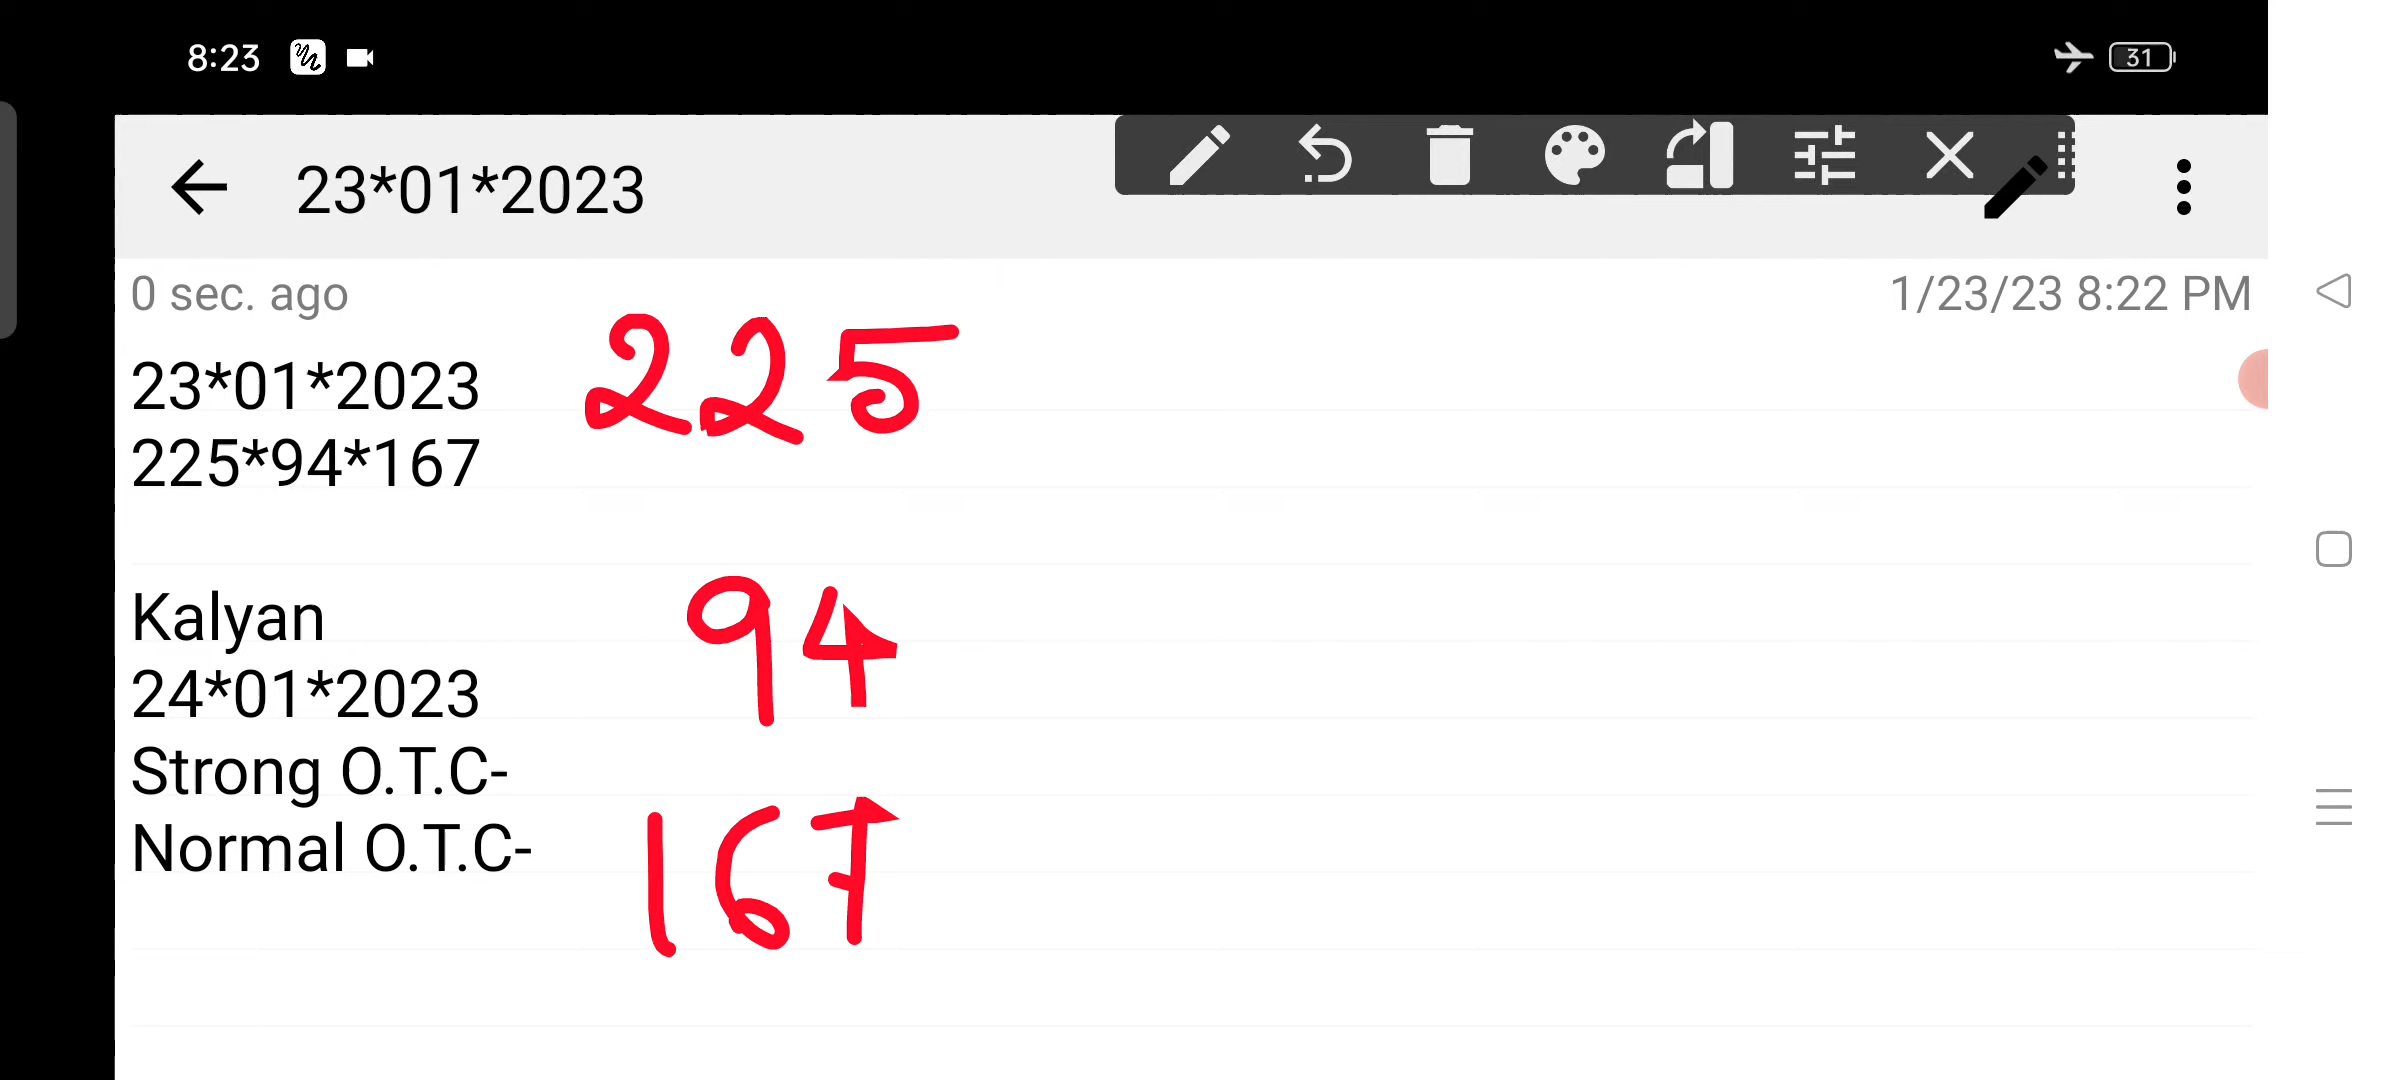 8:23
31
23*01*2023
0 sec. ago
1/23/23 8:22 PM
23*01*2023
225
225*94*167
Kalyan
94
24*01*2023
Strong O.T.C-
Normal O.T.C-
167